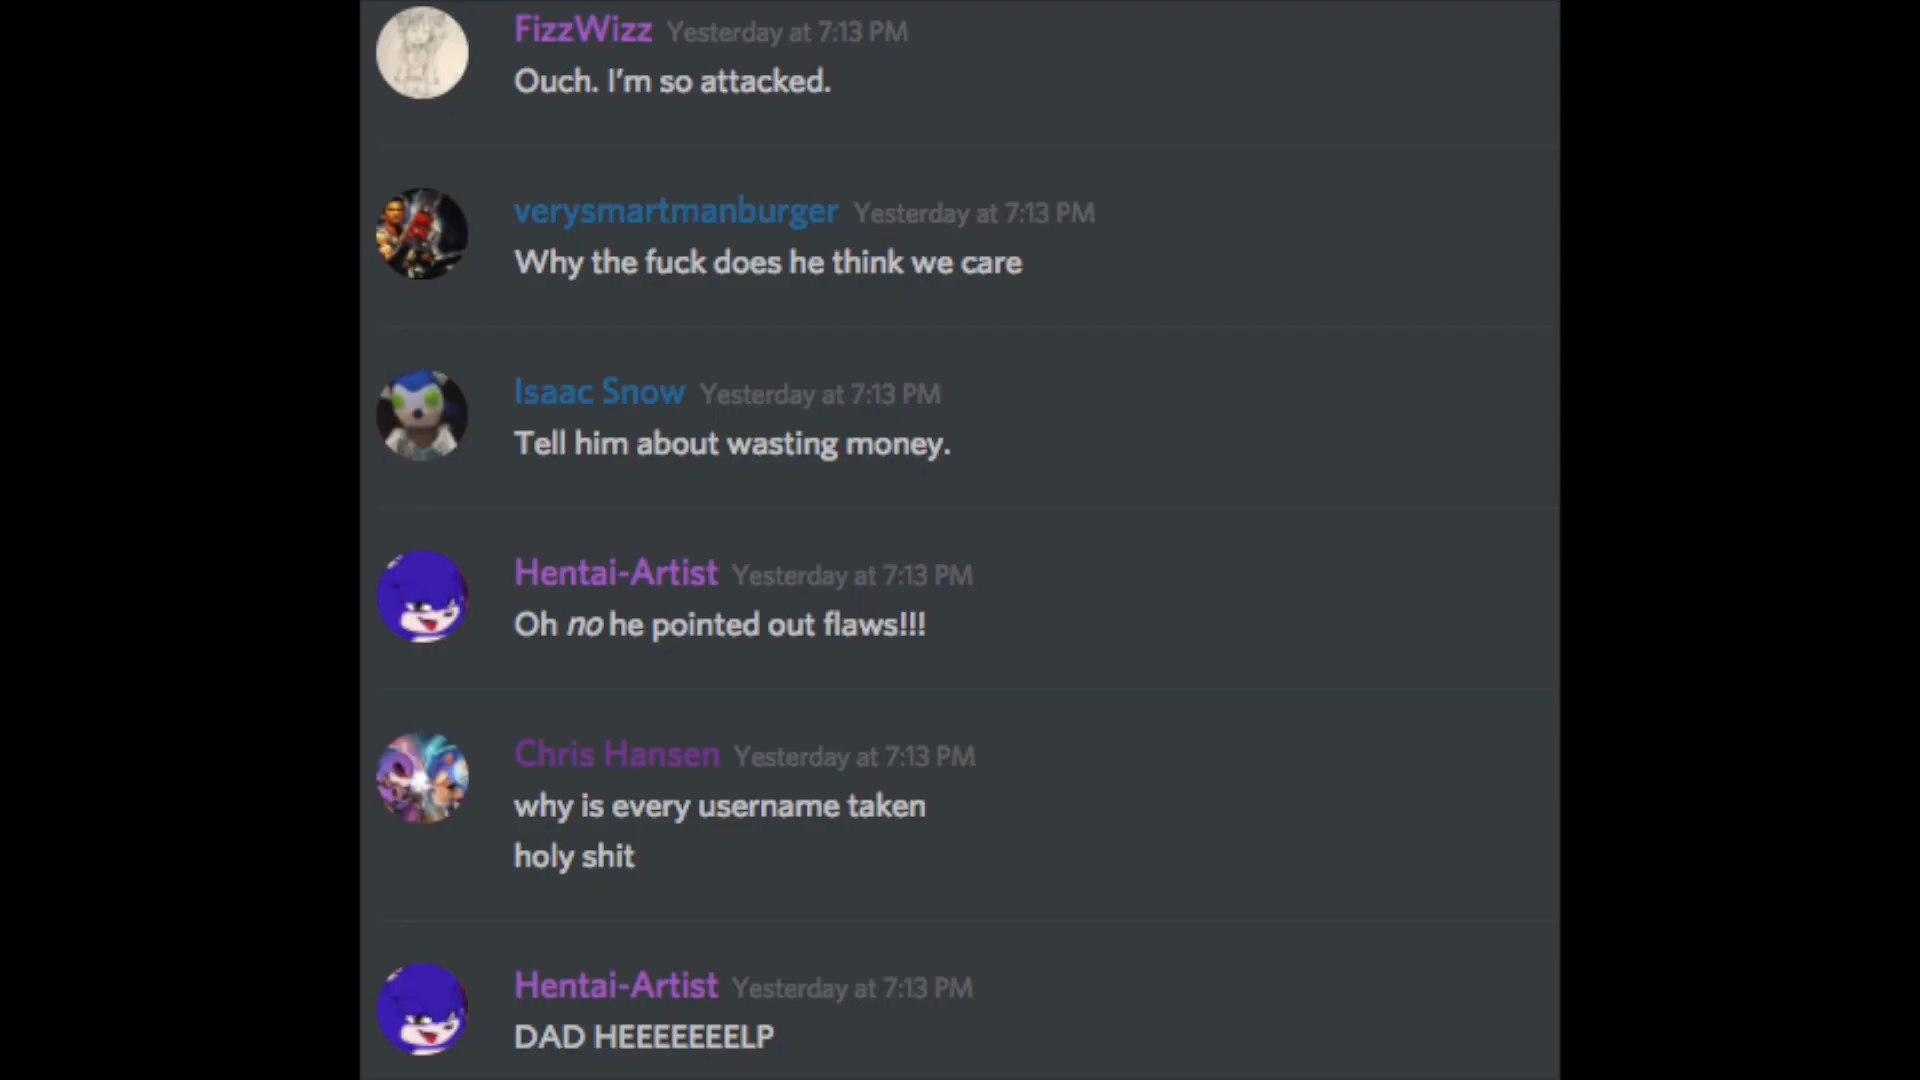 FizzWizz Yesterday at 7:13 PM
Ouch. I'm so attacked.
verysmartmanburger Yesterday at 7:13 PM
Why the fuck does he think we care
Isaac Snow Yesterday at 7:13 PM
Tell him about wasting money.
Hentai-Artist Yesterday at 7:13 PM
Oh no he pointed out flaws!!!
Chris Hansen Yesterday at 7:13 PM
why is every username taken
holy shit
Hentai-Artist Yesterday at 7:13 PM
DAD HEEEEEEELP